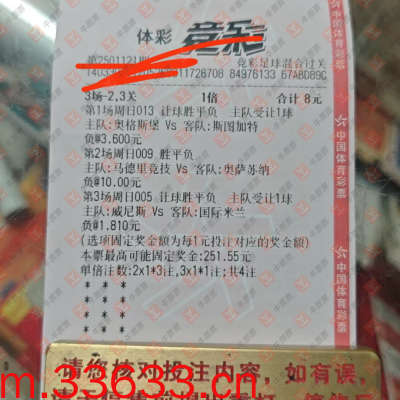 体彩 竞彩
竞彩足球混合过关
84976133 67ABD89C
3场-2,3关 1倍 合计 8元
第1场周日013 让球胜平负 主队受让1球
主队:奥格斯堡 Vs 客队:斯图加特
负@3.600元
第2场周日009 胜平负
主队:马德里竞技 Vs 客队:奥萨苏纳
负@10.00元
第3场周日005 让球胜平负 主队受让1球
主队:威尼斯 Vs 客队:国际米兰
负@1.810元
(选项固定奖金额为每1元投注对应的奖金额)
本票最高可能固定奖金:251.55元
单倍注数:2x1*3注,3x1*1注;共4注
* * *
* * *
* * *
* * *
中国体育彩票
中国体育彩票
中国体育彩票
请你核对投注内容,如有误,
m.33633.cn